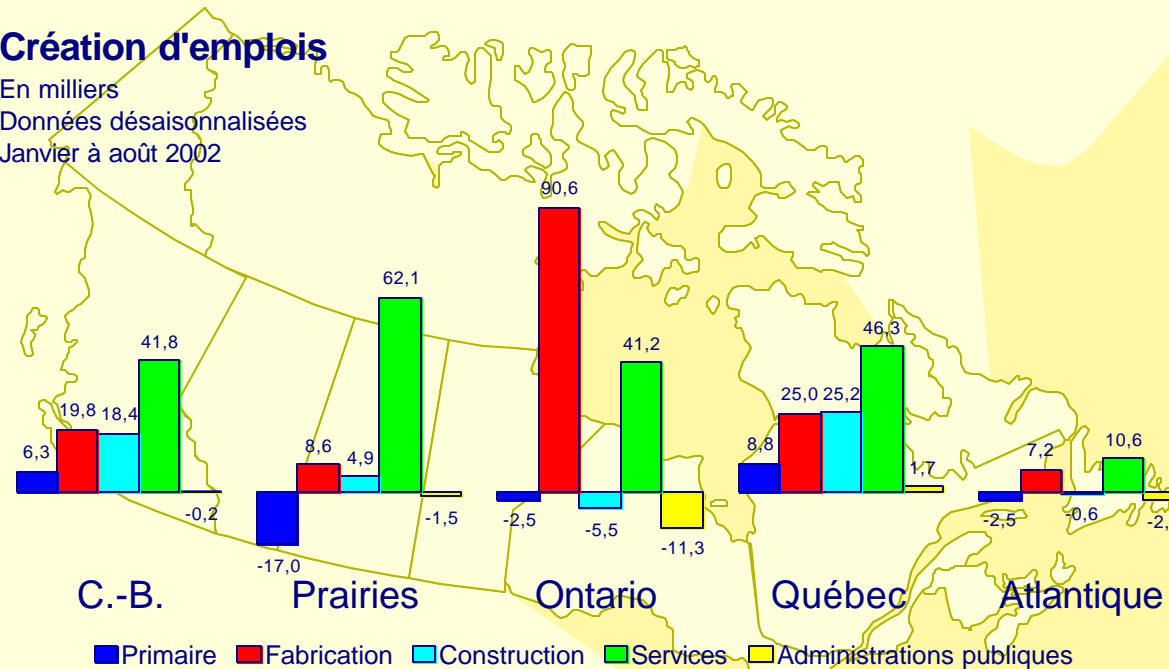 Création d'emplois
En milliers
Données désaisonnalisées
Janvier à août 2002
6,3
19,8
18,4
41,8
-0,2
-17,0
8,6
4,9
62,1
-1,5
-2,5
90,6
-5,5
41,2
-11,3
8,8
25,0
25,2
46,3
1,7
-2,5
7,2
-0,6
10,6
C.-B.
Prairies
Ontario
Québec
Atlantique
Primaire Fabrication Construction Services Administrations publiques